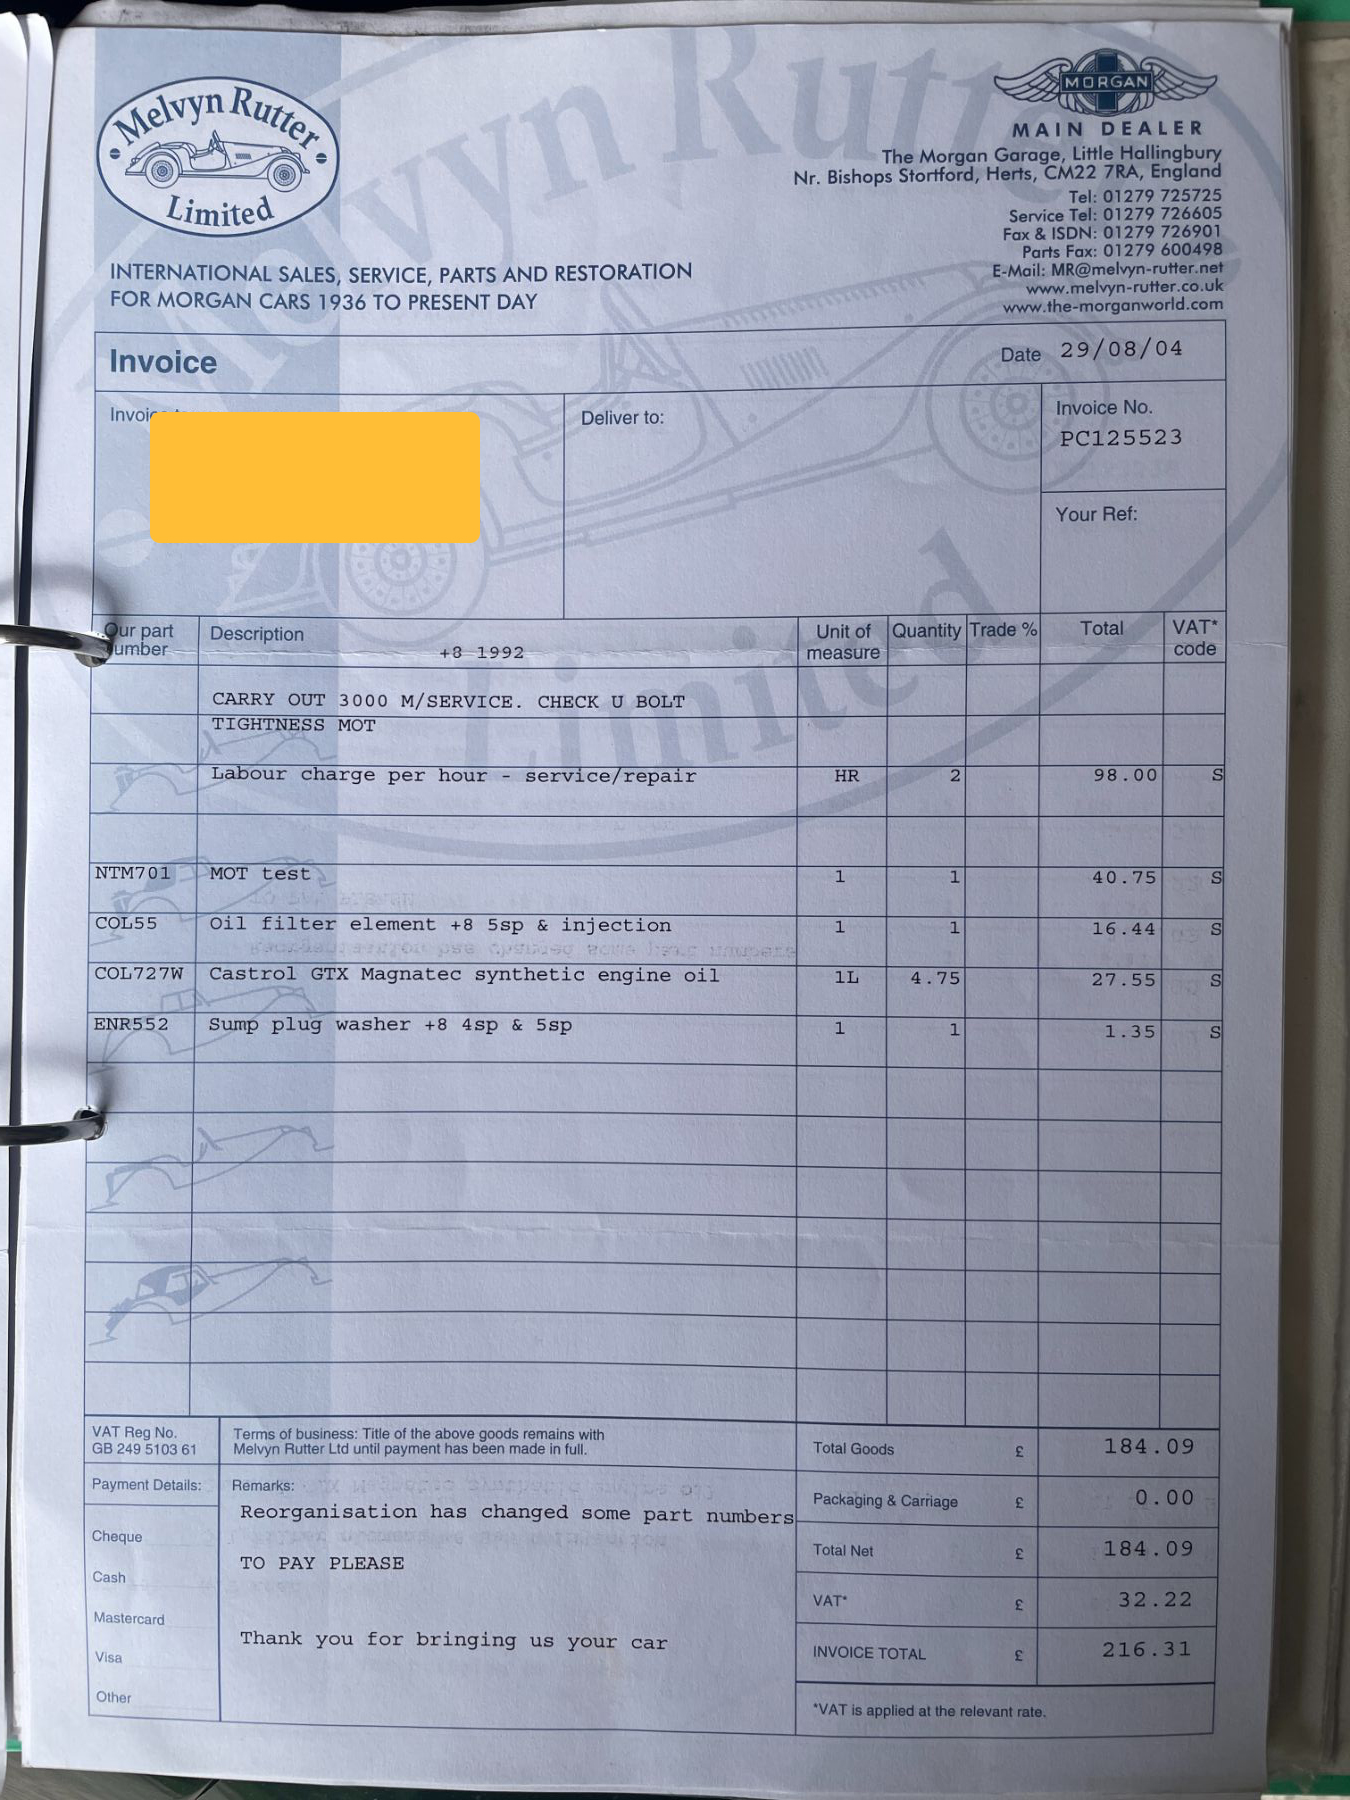 Melvyn Rutter
Limited
MORGAN
MAIN DEALER
The Morgan Garage, Little Hallingbury
Nr. Bishops Stortford, Herts, CM22 7RA, England
Tel: 01279 725725
Service Tel: 01279 726605
Fax & ISDN: 01279 726901
Parts Fax: 01279 600498
E-Mail: MR@melvyn-rutter.net
www.melvyn-rutter.co.uk
www.the-morganworld.com
INTERNATIONAL SALES, SERVICE, PARTS AND RESTORATION
FOR MORGAN CARS 1936 TO PRESENT DAY
Melvyn Rutter
Limited
Invoice Date 29/08/04
Deliver to: Invoice No.
PC125523
Your Ref:
Our part number Description +8 1992 Unit of measure Quantity Trade % Total VAT* code
CARRY OUT 3000 M/SERVICE. CHECK U BOLT
TIGHTNESS MOT
Labour charge per hour - service/repair HR 2 98.00 S
NTM701 MOT test 1 1 40.75 S
COL55 Oil filter element +8 5sp & injection 1 1 16.44 S
COL727W Castrol GTX Magnatec synthetic engine oil 1L 4.75 27.55 S
ENR552 Sump plug washer +8 4sp & 5sp 1 1 1.35 S
VAT Reg No.
GB 249 5103 61
Terms of business: Title of the above goods remains with
Melvyn Rutter Ltd until payment has been made in full.
Payment Details:
Cheque
Cash
Mastercard
Visa
Other
Remarks:
Reorganisation has changed some part numbers
TO PAY PLEASE
Thank you for bringing us your car
Total Goods £ 184.09
Packaging & Carriage £ 0.00
Total Net £ 184.09
VAT* £ 32.22
INVOICE TOTAL £ 216.31
*VAT is applied at the relevant rate.